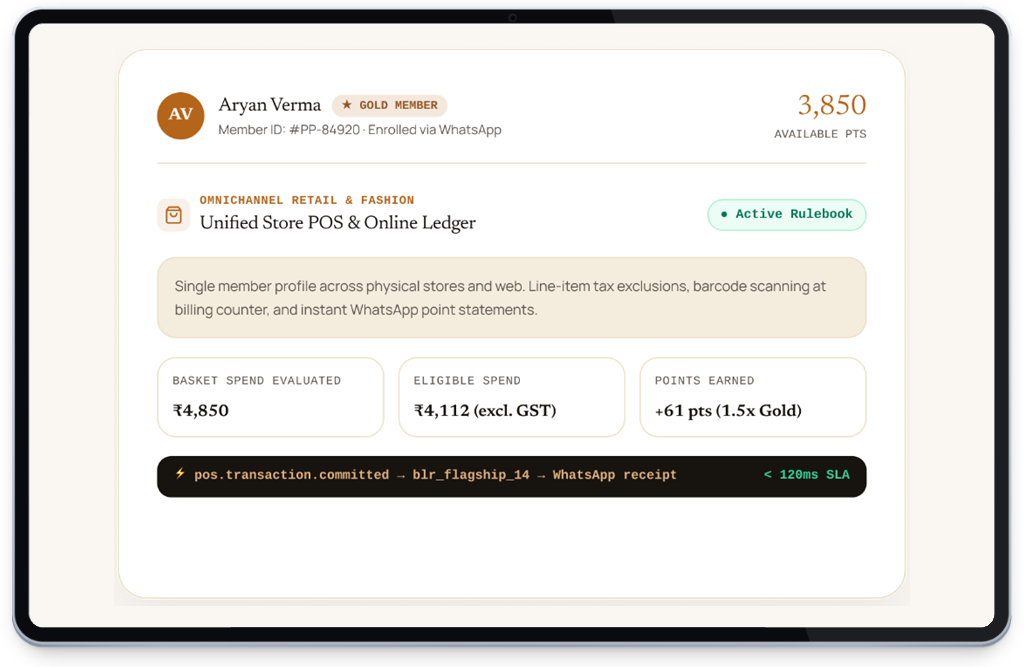 AV
Aryan Verma ★ GOLD MEMBER
Member ID: #PP-84920 · Enrolled via WhatsApp
3,850
AVAILABLE PTS
OMNICHANNEL RETAIL & FASHION
Unified Store POS & Online Ledger
● Active Rulebook
Single member profile across physical stores and web. Line-item tax exclusions, barcode scanning at
billing counter, and instant WhatsApp point statements.
BASKET SPEND EVALUATED
₹4,850
ELIGIBLE SPEND
₹4,112 (excl. GST)
POINTS EARNED
+61 pts (1.5x Gold)
⚡ pos.transaction.committed → blr_flagship_14 → WhatsApp receipt
< 120ms SLA